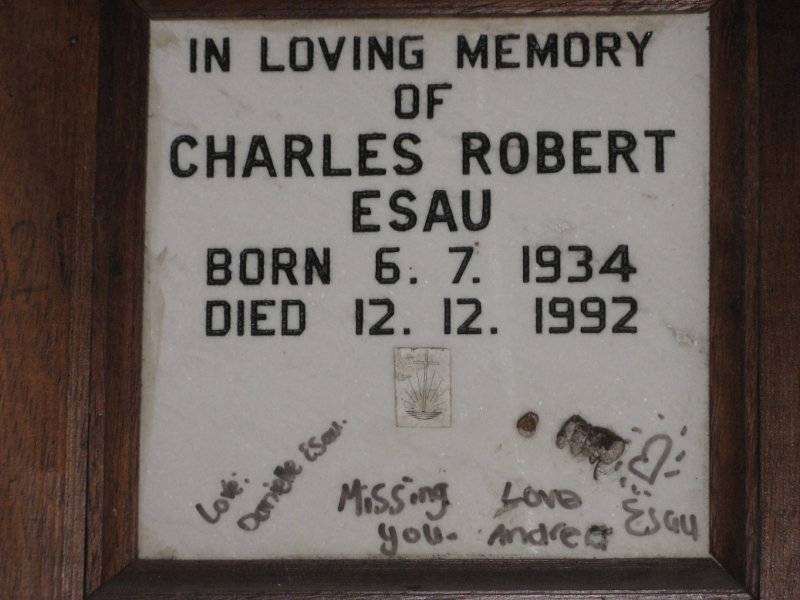 IN LOVING MEMORY
OF
CHARLES ROBERT
ESAU
BORN 6. 7. 1934
DIED 12. 12. 1992
Love:
Danielle Esau.
Missing
you.
Love
Andrea
Esau